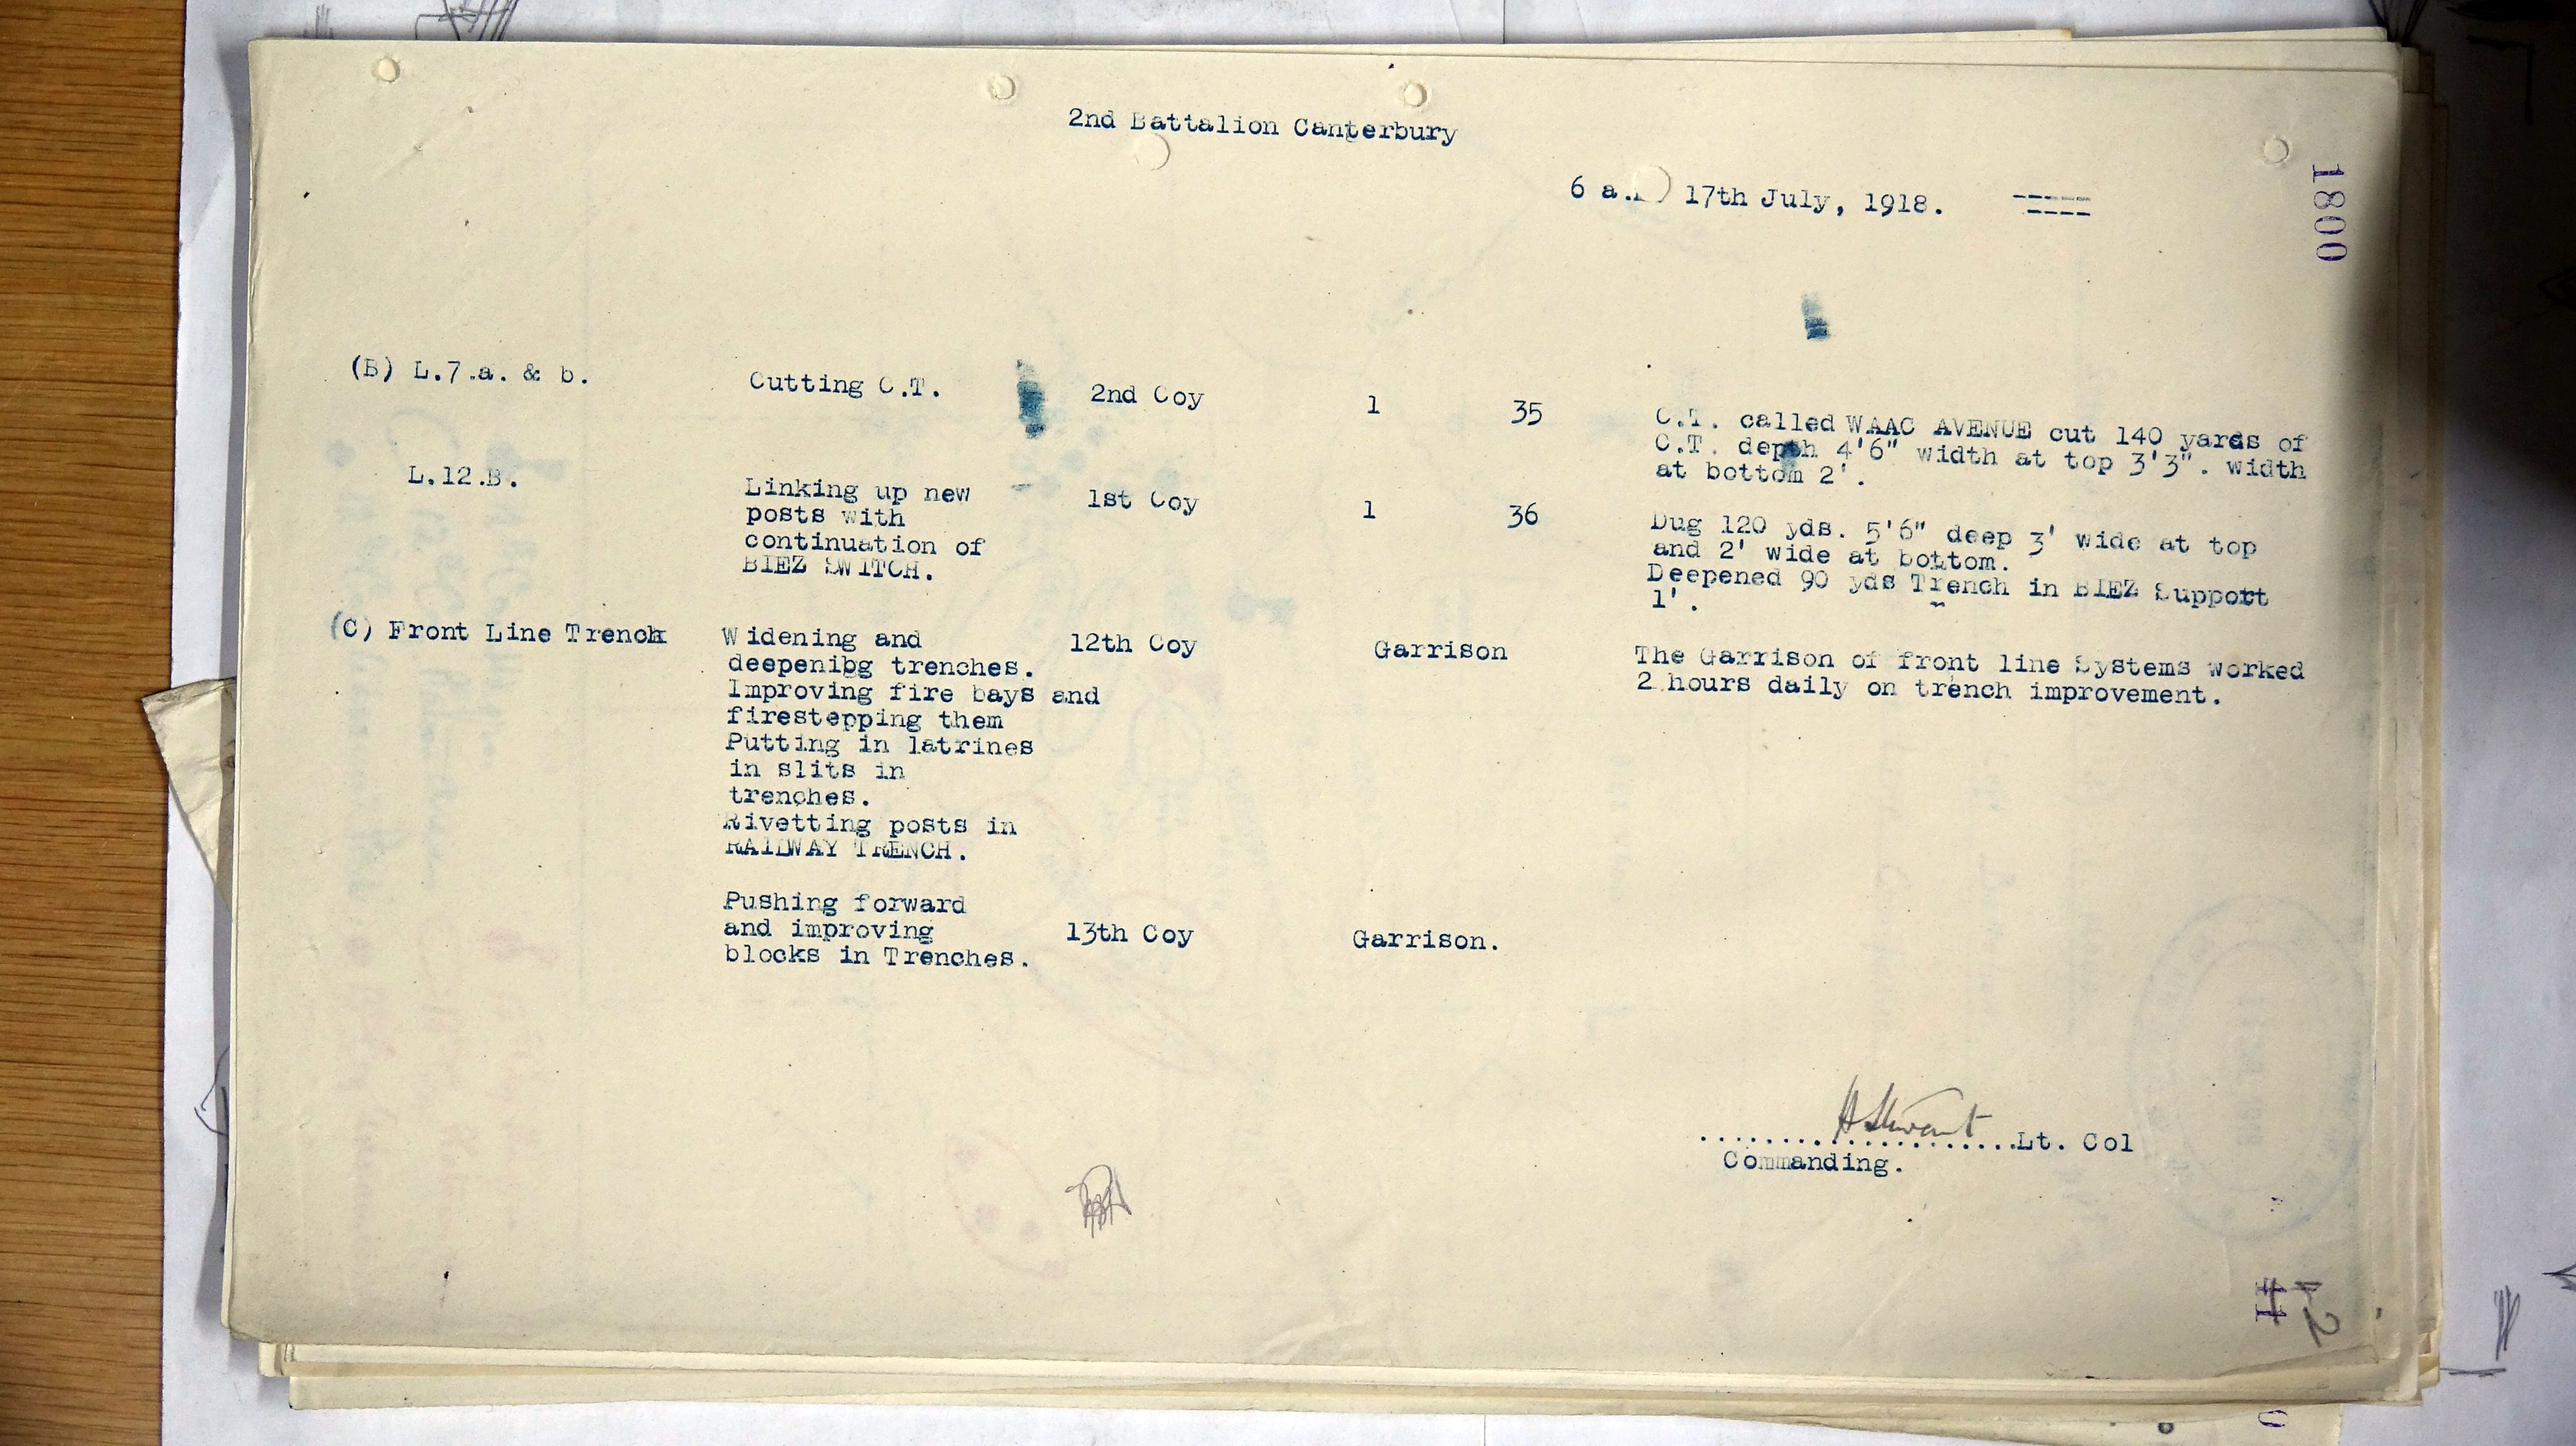 2nd Battalion Canterbury
6 a. 17th July, 1918.
1800
(B) L.7.a. & b. Cutting C.T. 2nd Coy 1 35
C.T. called WAAC AVENUE cut 140 yards of
C.T. depth 4'6" width at top 3'3". width
at bottom 2'.
L.12.B.
Linking up new 1st Coy 1 36
posts with
continuation of
BIEZ SWITCH.
Dug 120 yds. 5'6" deep 3' wide at top
and 2' wide at bottom.
Deepened 90 yds Trench in BIEZ Support
1'.
(C) Front Line Trench
Widening and 12th Coy Garrison
deepenibg trenches.
Improving fire bays and
firestepping them
Putting in latrines
in slits in
trenches.
Rivetting posts in
RAILWAY TRENCH.
The Garrison of front line Systems worked
2 hours daily on trench improvement.
Pushing forward
and improving 13th Coy Garrison.
blocks in Trenches.
H Stewart
......................Lt. Col
Commanding.
42